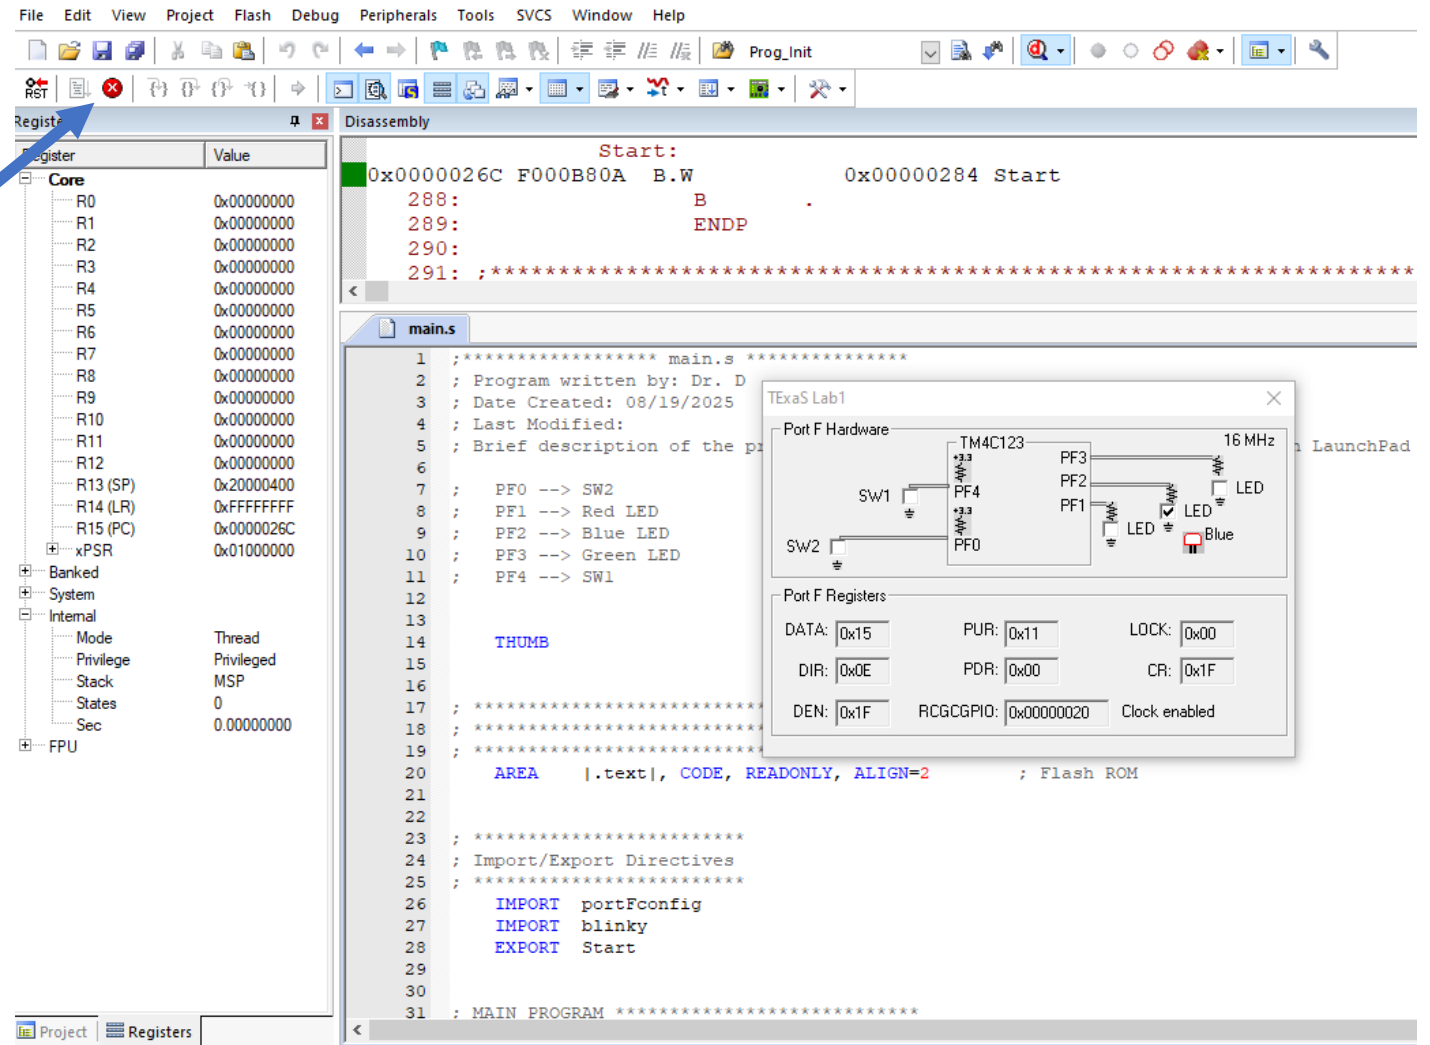 File Edit View Project Flash Debug Peripherals Tools SVCS Window Help
Prog_Init
RST
Disassembly
Register Value
Core
R0 0x00000000
R1 0x00000000
R2 0x00000000
R3 0x00000000
R4 0x00000000
R5 0x00000000
R6 0x00000000
R7 0x00000000
R8 0x00000000
R9 0x00000000
R10 0x00000000
R11 0x00000000
R12 0x00000000
R13 (SP) 0x20000400
R14 (LR) 0xFFFFFFFF
R15 (PC) 0x0000026C
xPSR 0x01000000
Banked
System
Internal
Mode Thread
Privilege Privileged
Stack MSP
States 0
Sec 0.00000000
FPU
Project Registers
Start:
0x0000026C F000B80A B.W 0x00000284 Start
288: B .
289: ENDP
290:
291: ;*********************************************************************
main.s
1 ;****************** main.s ***************
2 ; Program written by: Dr. D
3 ; Date Created: 08/19/2025
4 ; Last Modified:
5 ; Brief description of the p LaunchPad
6
7 ; PF0 --> SW2
8 ; PF1 --> Red LED
9 ; PF2 --> Blue LED
10 ; PF3 --> Green LED
11 ; PF4 --> SW1
12
13
14 THUMB
15
16
17 ; ***************************
18 ; ***************************
19 ; ***************************
20 AREA |.text|, CODE, READONLY, ALIGN=2 ; Flash ROM
21
22
23 ; *************************
24 ; Import/Export Directives
25 ; *************************
26 IMPORT portFconfig
27 IMPORT blinky
28 EXPORT Start
29
30
31 ; MAIN PROGRAM ****************************
TExaS Lab1
Port F Hardware
TM4C123 16 MHz
+3.3 PF3
SW1 PF4 PF2 LED
+3.3 PF1 LED
LED Blue
SW2 PF0
Port F Registers
DATA: 0x15 PUR: 0x11 LOCK: 0x00
DIR: 0x0E PDR: 0x00 CR: 0x1F
DEN: 0x1F RCGCGPIO: 0x00000020 Clock enabled